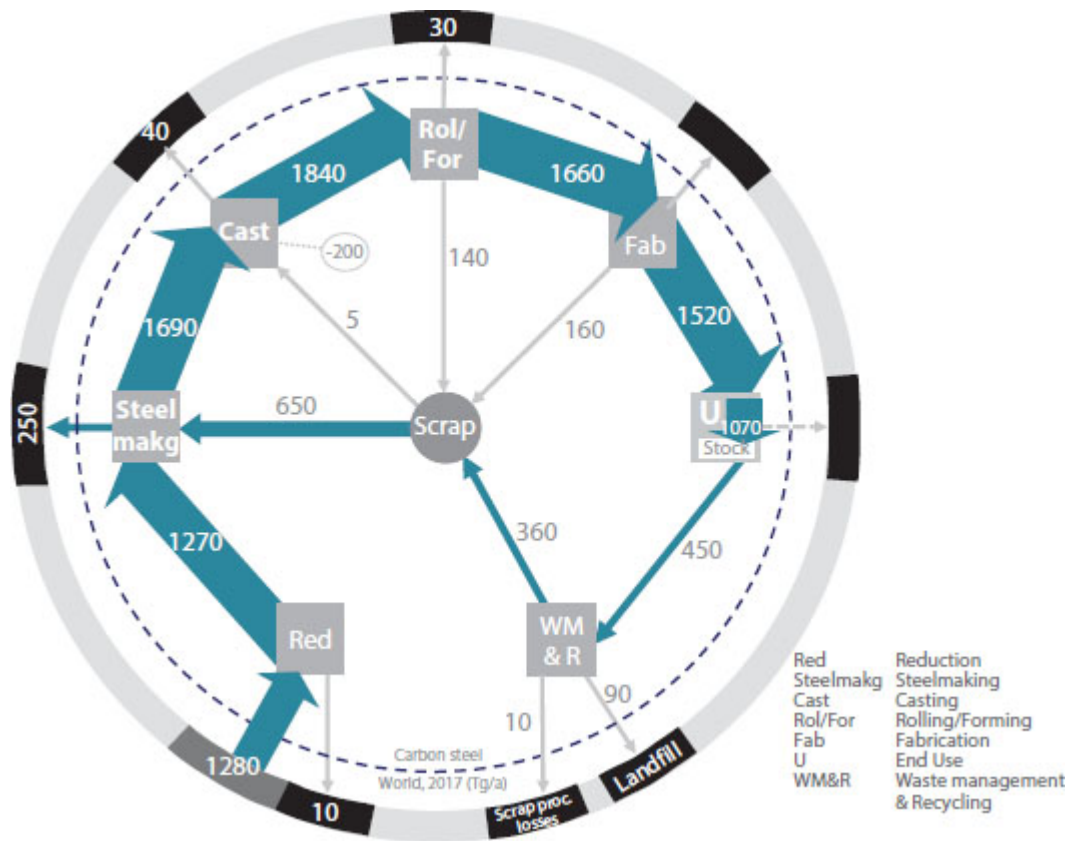 30
40
Rol/
For
1840
1660
Cast
-200
Fab
140
1690
5
160
1520
250
Steel
makg
650
Scrap
U
1070
Stock
1270
360
450
Red
WM
& R
10
90
1280
10
Carbon steel
World, 2017 (Tg/a)
Scrap proc.
losses
Landfill
Red Reduction
Steelmakg Steelmaking
Cast Casting
Rol/For Rolling/Forming
Fab Fabrication
U End Use
WM&R Waste management
& Recycling